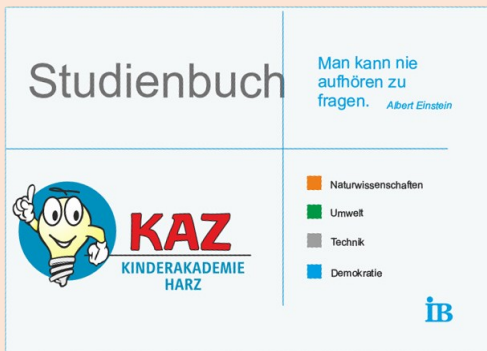 Studienbuch
Man kann nie
aufhören zu
fragen.
Albert Einstein
KAZ
KINDERAKADEMIE
HARZ
Naturwissenschaften
Umwelt
Technik
Demokratie
iB